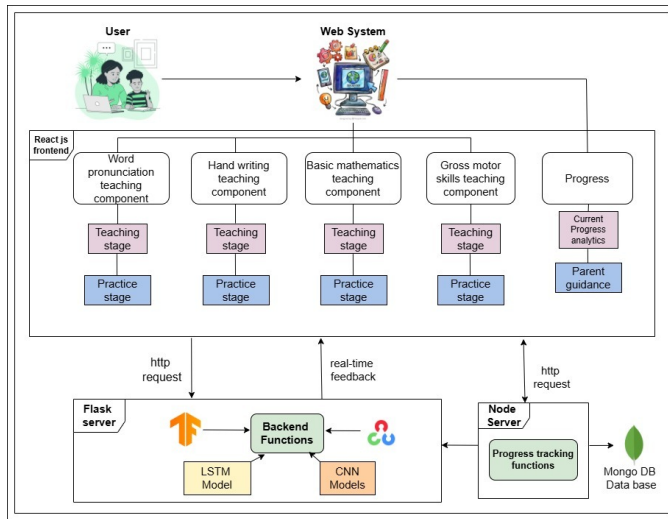 User
Web System
React js
frontend
Word
pronunciation
teaching
component
Hand writing
teaching
component
Basic mathematics
teaching
component
Gross motor
skills teaching
component
Progress
Teaching
stage
Teaching
stage
Teaching
stage
Teaching
stage
Current
Progress
analytics
Practice
stage
Practice
stage
Practice
stage
Practice
stage
Parent
guidance
http
request
real-time
feedback
http
request
Flask
server
Backend
Functions
LSTM
Model
CNN
Models
Node
Server
Progress tracking
functions
Mongo DB
Data base